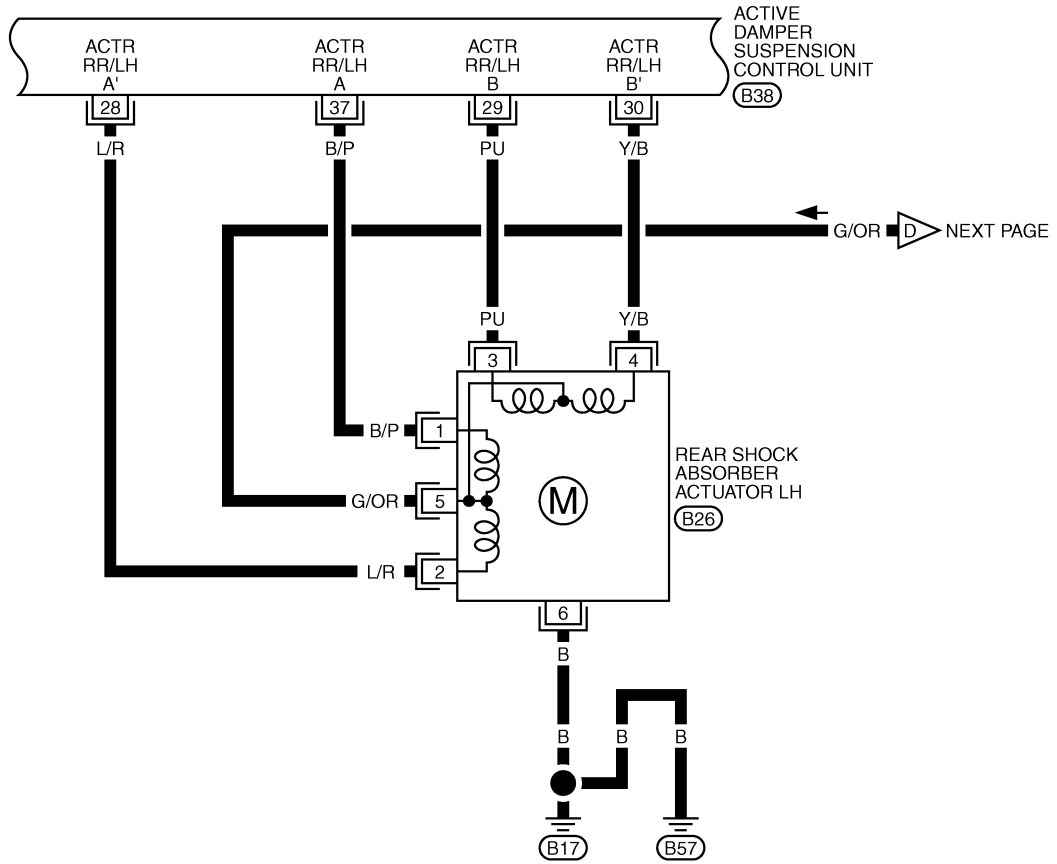 ACTIVE
DAMPER
SUSPENSION
CONTROL UNIT
B38
ACTR
RR/LH
A'
ACTR
RR/LH
A
ACTR
RR/LH
B
ACTR
RR/LH
B'
28
37
29
30
L/R
B/P
PU
Y/B
G/OR
D
NEXT PAGE
PU
Y/B
3
4
B/P
1
G/OR
5
L/R
2
M
REAR SHOCK
ABSORBER
ACTUATOR LH
B26
6
B
B
B
B
B17
B57